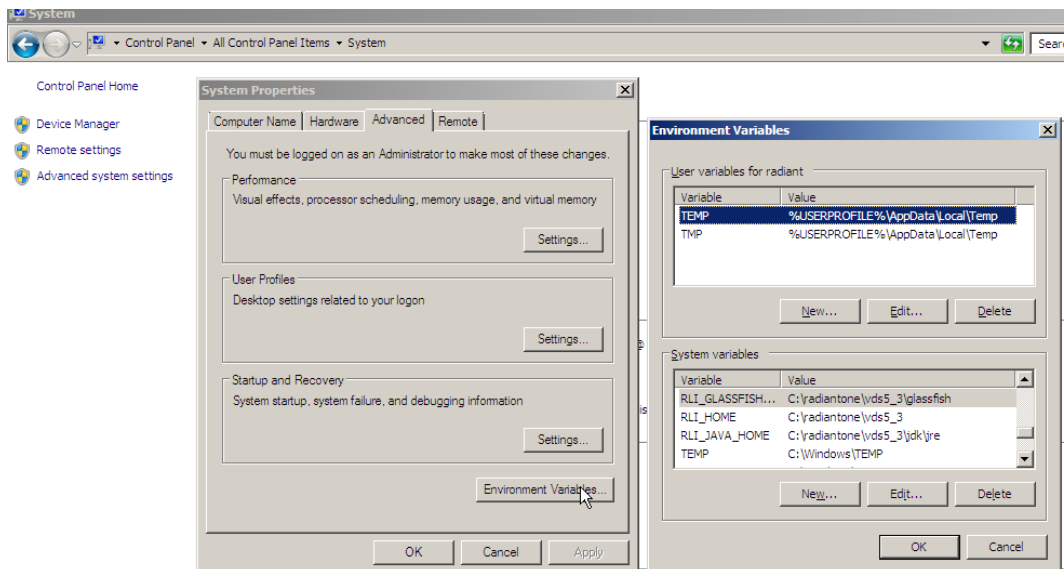 System
Control Panel All Control Panel Items System
Sear
Control Panel Home
Device Manager
Remote settings
Advanced system settings
System Properties
Computer Name Hardware Advanced Remote
You must be logged on as an Administrator to make most of these changes.
Performance
Visual effects, processor scheduling, memory usage, and virtual memory
Settings...
User Profiles
Desktop settings related to your logon
Settings...
Startup and Recovery
System startup, system failure, and debugging information
Settings...
Environment Variables...
OK Cancel Apply
Environment Variables
User variables for radiant
Variable Value
TEMP %USERPROFILE%\AppData\Local\Temp
TMP %USERPROFILE%\AppData\Local\Temp
New... Edit... Delete
System variables
Variable Value
RLI_GLASSFISH... C:\radiantone\vds5_3\glassfish
RLI_HOME C:\radiantone\vds5_3
RLI_JAVA_HOME C:\radiantone\vds5_3\jdk\jre
TEMP C:\Windows\TEMP
New... Edit... Delete
OK Cancel